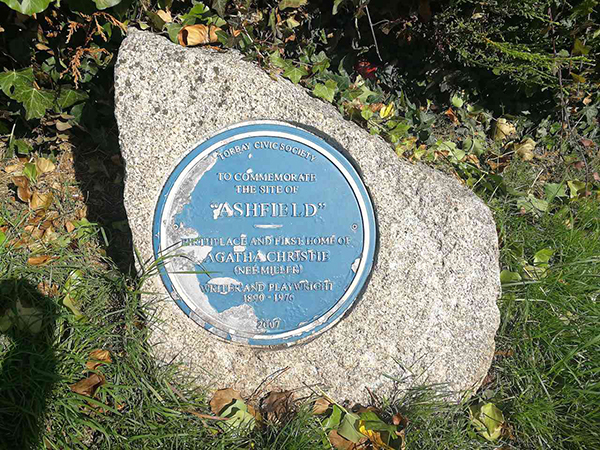 TORBAY CIVIC SOCIETY
TO COMMEMORATE
THE SITE OF
"ASHFIELD"
BIRTHPLACE AND FIRST HOME OF
AGATHA CHRISTIE
(NEE MILLER)
WRITER AND PLAYWRIGHT
1890 - 1976
2007